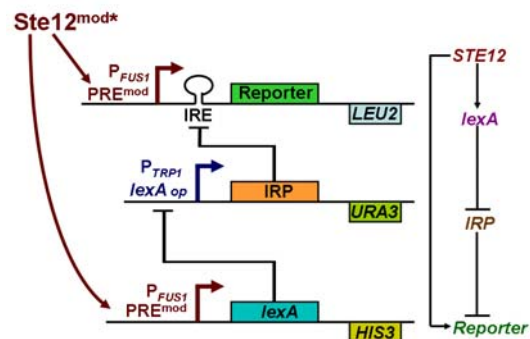 Ste12mod*
PFUS1
PREmod
Reporter
IRE
LEU2
PTRP1
lexA op
IRP
URA3
PFUS1
PREmod
lexA
HIS3
STE12
lexA
IRP
Reporter